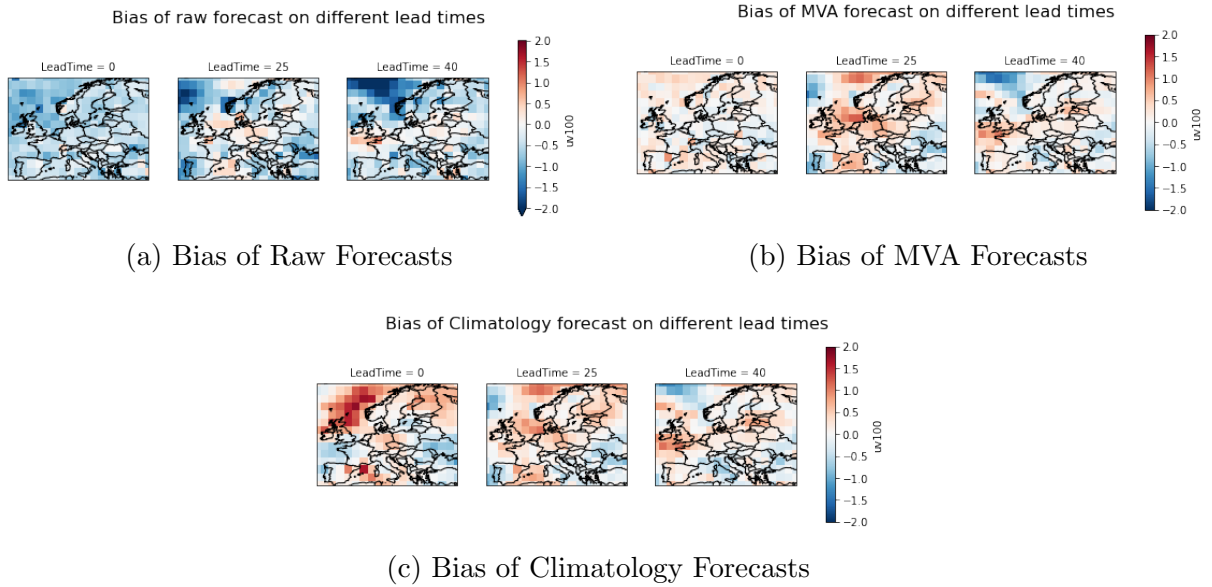 Bias of raw forecast on different lead times
LeadTime = 0
LeadTime = 25
LeadTime = 40
2.0
1.5
1.0
0.5
0.0
−0.5
−1.0
−1.5
−2.0
uv100
(a) Bias of Raw Forecasts
Bias of MVA forecast on different lead times
LeadTime = 0
LeadTime = 25
LeadTime = 40
2.0
1.5
1.0
0.5
0.0
−0.5
−1.0
−1.5
−2.0
uv100
(b) Bias of MVA Forecasts
Bias of Climatology forecast on different lead times
LeadTime = 0
LeadTime = 25
LeadTime = 40
2.0
1.5
1.0
0.5
0.0
−0.5
−1.0
−1.5
−2.0
uv100
(c) Bias of Climatology Forecasts